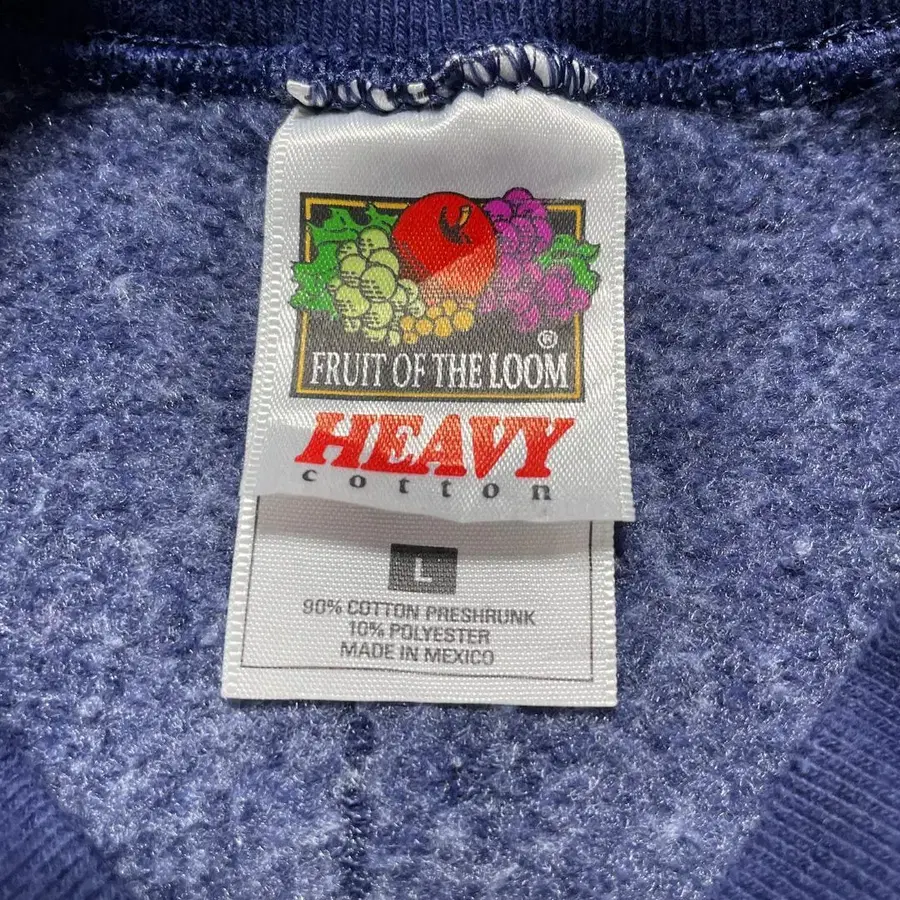 ®
FRUIT OF THE LOOM
HEAVY
cotton
L
90% COTTON PRESHRUNK
10% POLYESTER
MADE IN MEXICO